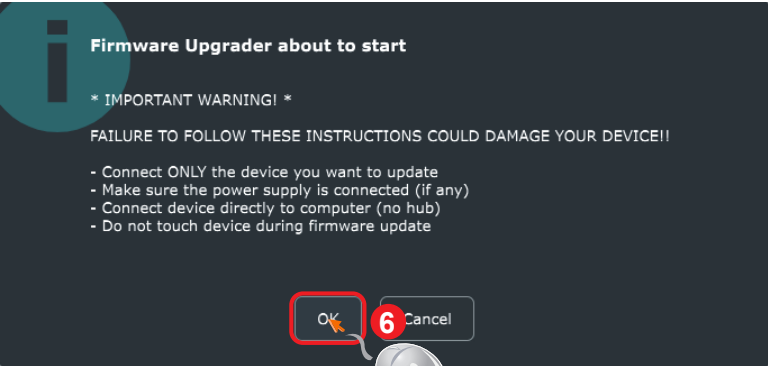 Firmware Upgrader about to start
* IMPORTANT WARNING! *
FAILURE TO FOLLOW THESE INSTRUCTIONS COULD DAMAGE YOUR DEVICE!!
- Connect ONLY the device you want to update
- Make sure the power supply is connected (if any)
- Connect device directly to computer (no hub)
- Do not touch device during firmware update
OK 6 Cancel